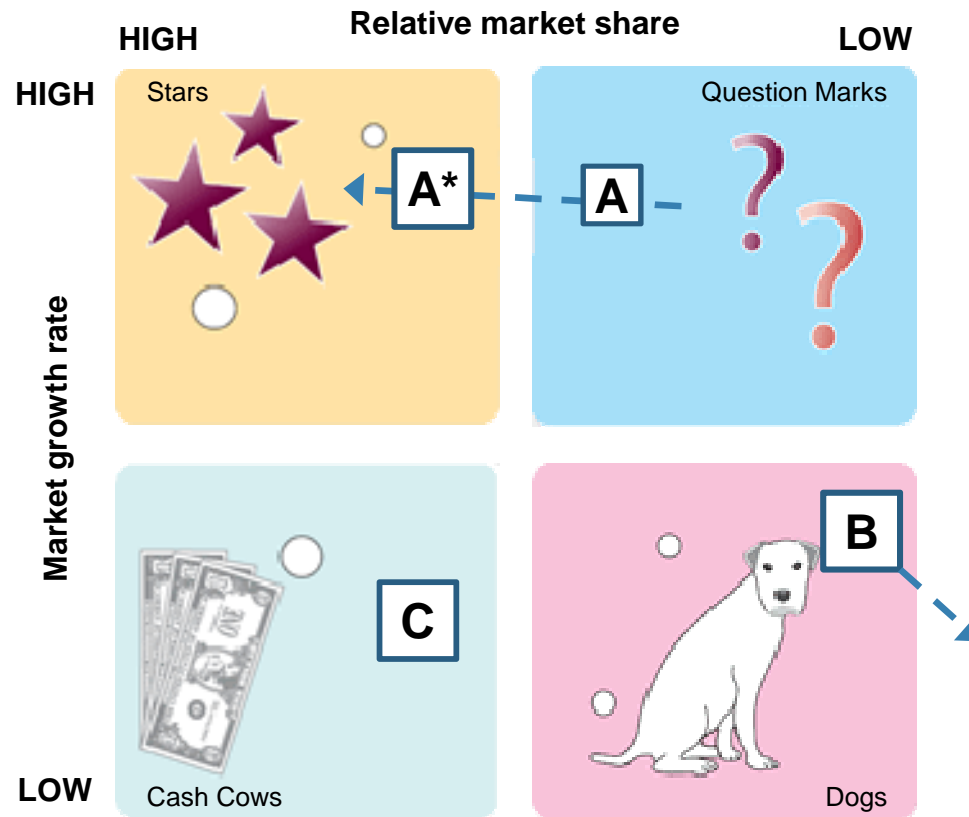 Relative market share
HIGH
LOW
HIGH
Stars
Question Marks
A*
A
Market growth rate
B
C
LOW
Cash Cows
Dogs